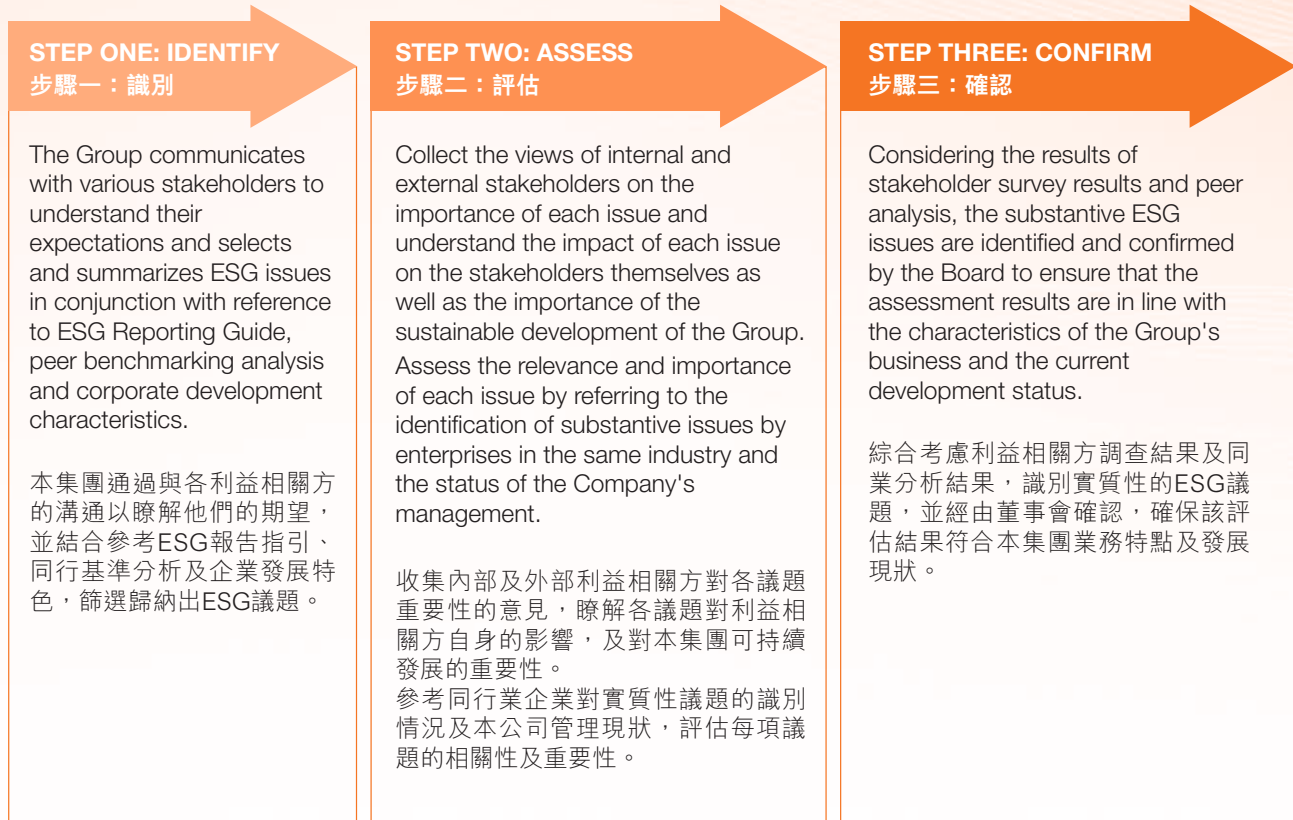 STEP ONE: IDENTIFY
步驟一：識別
The Group communicates
with various stakeholders to
understand their
expectations and selects
and summarizes ESG issues
in conjunction with reference
to ESG Reporting Guide,
peer benchmarking analysis
and corporate development
characteristics.
本集團通過與各利益相關方
的溝通以瞭解他們的期望，
並結合參考ESG報告指引、
同行基準分析及企業發展特
色，篩選歸納出ESG議題。
STEP TWO: ASSESS
步驟二：評估
Collect the views of internal and
external stakeholders on the
importance of each issue and
understand the impact of each issue
on the stakeholders themselves as
well as the importance of the
sustainable development of the Group.
Assess the relevance and importance
of each issue by referring to the
identification of substantive issues by
enterprises in the same industry and
the status of the Company's
management.
收集內部及外部利益相關方對各議題
重要性的意見，瞭解各議題對利益相
關方自身的影響，及對本集團可持續
發展的重要性。
參考同行業企業對實質性議題的識別
情況及本公司管理現狀，評估每項議
題的相關性及重要性。
STEP THREE: CONFIRM
步驟三：確認
Considering the results of
stakeholder survey results and peer
analysis, the substantive ESG
issues are identified and confirmed
by the Board to ensure that the
assessment results are in line with
the characteristics of the Group's
business and the current
development status.
綜合考慮利益相關方調查結果及同
業分析結果，識別實質性的ESG議
題，並經由董事會確認，確保該評
估結果符合本集團業務特點及發展
現狀。